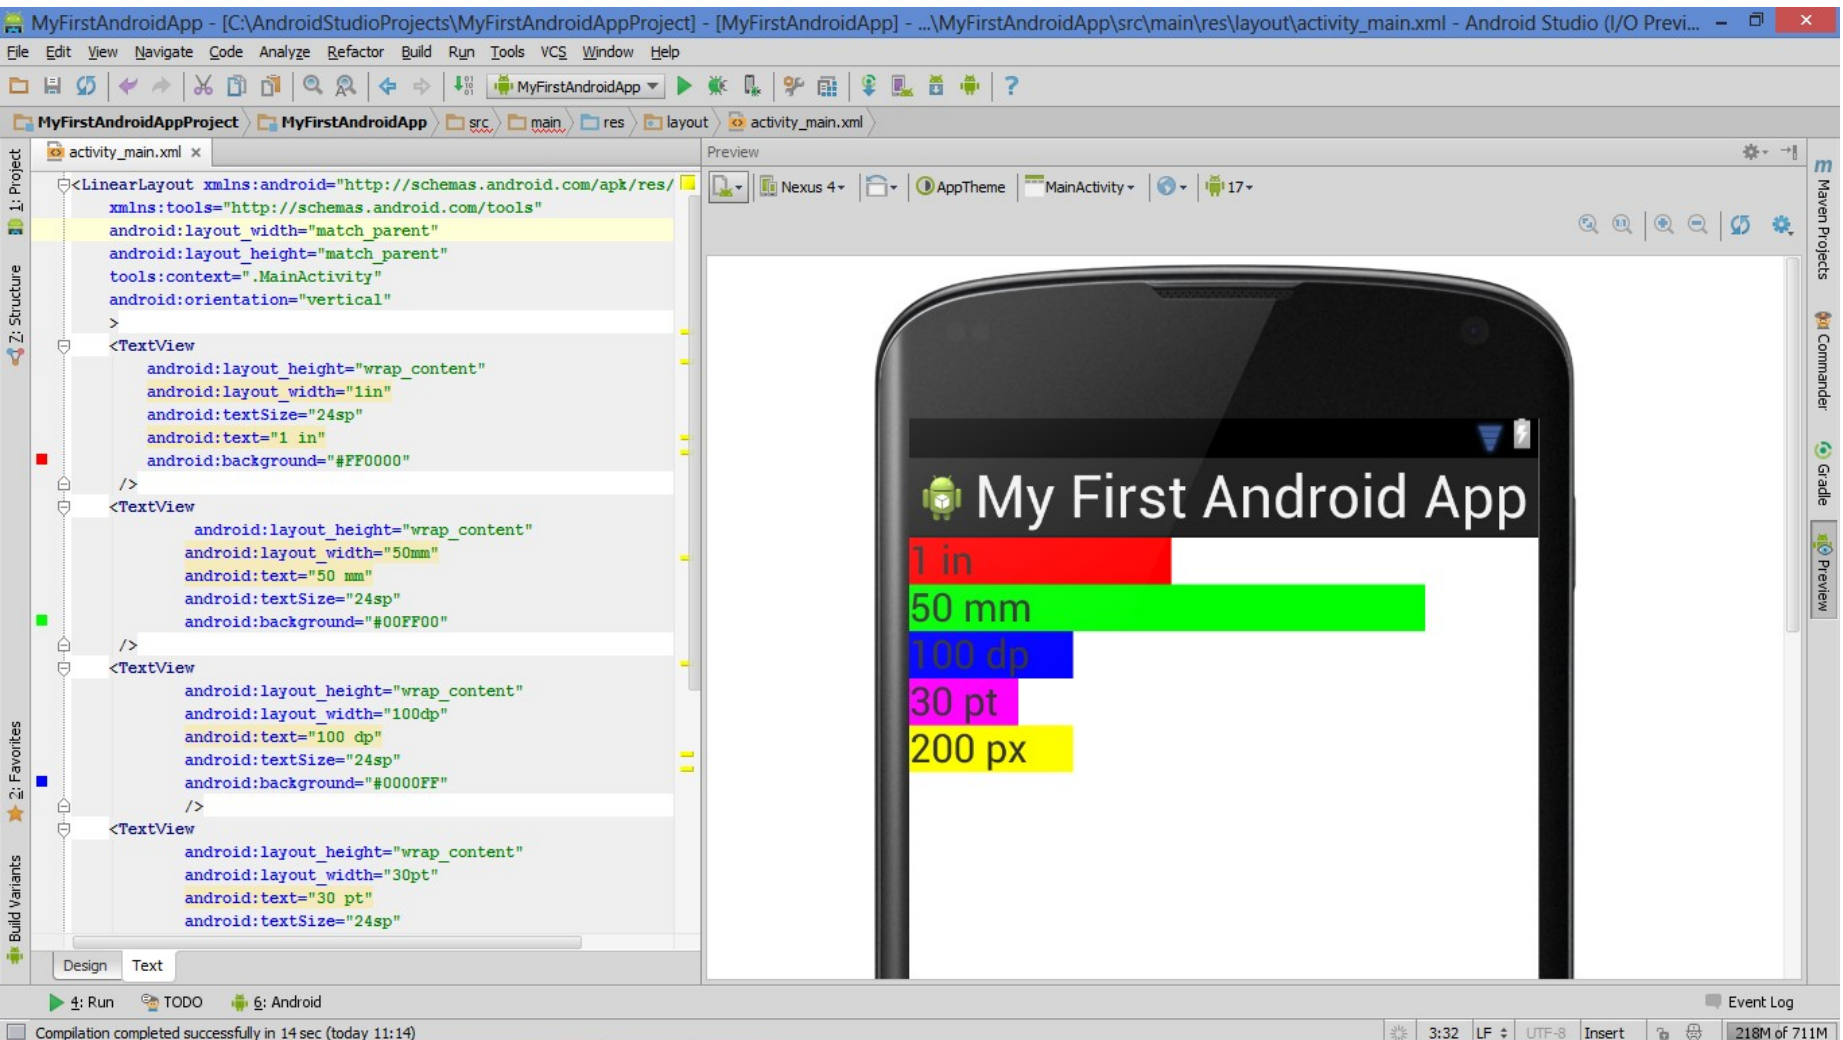 MyFirstAndroidApp - [C:\AndroidStudioProjects\MyFirstAndroidAppProject] - [MyFirstAndroidApp] - ...\MyFirstAndroidApp\src\main\res\layout\activity_main.xml - Android Studio (I/O Previ...
File Edit View Navigate Code Analyze Refactor Build Run Tools VCS Window Help
MyFirstAndroidApp
MyFirstAndroidAppProject MyFirstAndroidApp src main res layout activity_main.xml
1: Project
Z: Structure
2: Favorites
Build Variants
activity_main.xml
<LinearLayout xmlns:android="http://schemas.android.com/apk/res/
xmlns:tools="http://schemas.android.com/tools"
android:layout_width="match_parent"
android:layout_height="match_parent"
tools:context=".MainActivity"
android:orientation="vertical"
>
<TextView
android:layout_height="wrap_content"
android:layout_width="1in"
android:textSize="24sp"
android:text="1 in"
android:background="#FF0000"
/>
<TextView
android:layout_height="wrap_content"
android:layout_width="50mm"
android:text="50 mm"
android:textSize="24sp"
android:background="#00FF00"
/>
<TextView
android:layout_height="wrap_content"
android:layout_width="100dp"
android:text="100 dp"
android:textSize="24sp"
android:background="#0000FF"
/>
<TextView
android:layout_height="wrap_content"
android:layout_width="30pt"
android:text="30 pt"
android:textSize="24sp"
Design Text
Preview
Nexus 4 AppTheme MainActivity 17
1:1
My First Android App
1 in
50 mm
100 dp
30 pt
200 px
m Maven Projects
Commander
Gradle
Preview
4: Run TODO 6: Android Event Log
Compilation completed successfully in 14 sec (today 11:14) 3:32 LF UTF-8 Insert 218M of 711M